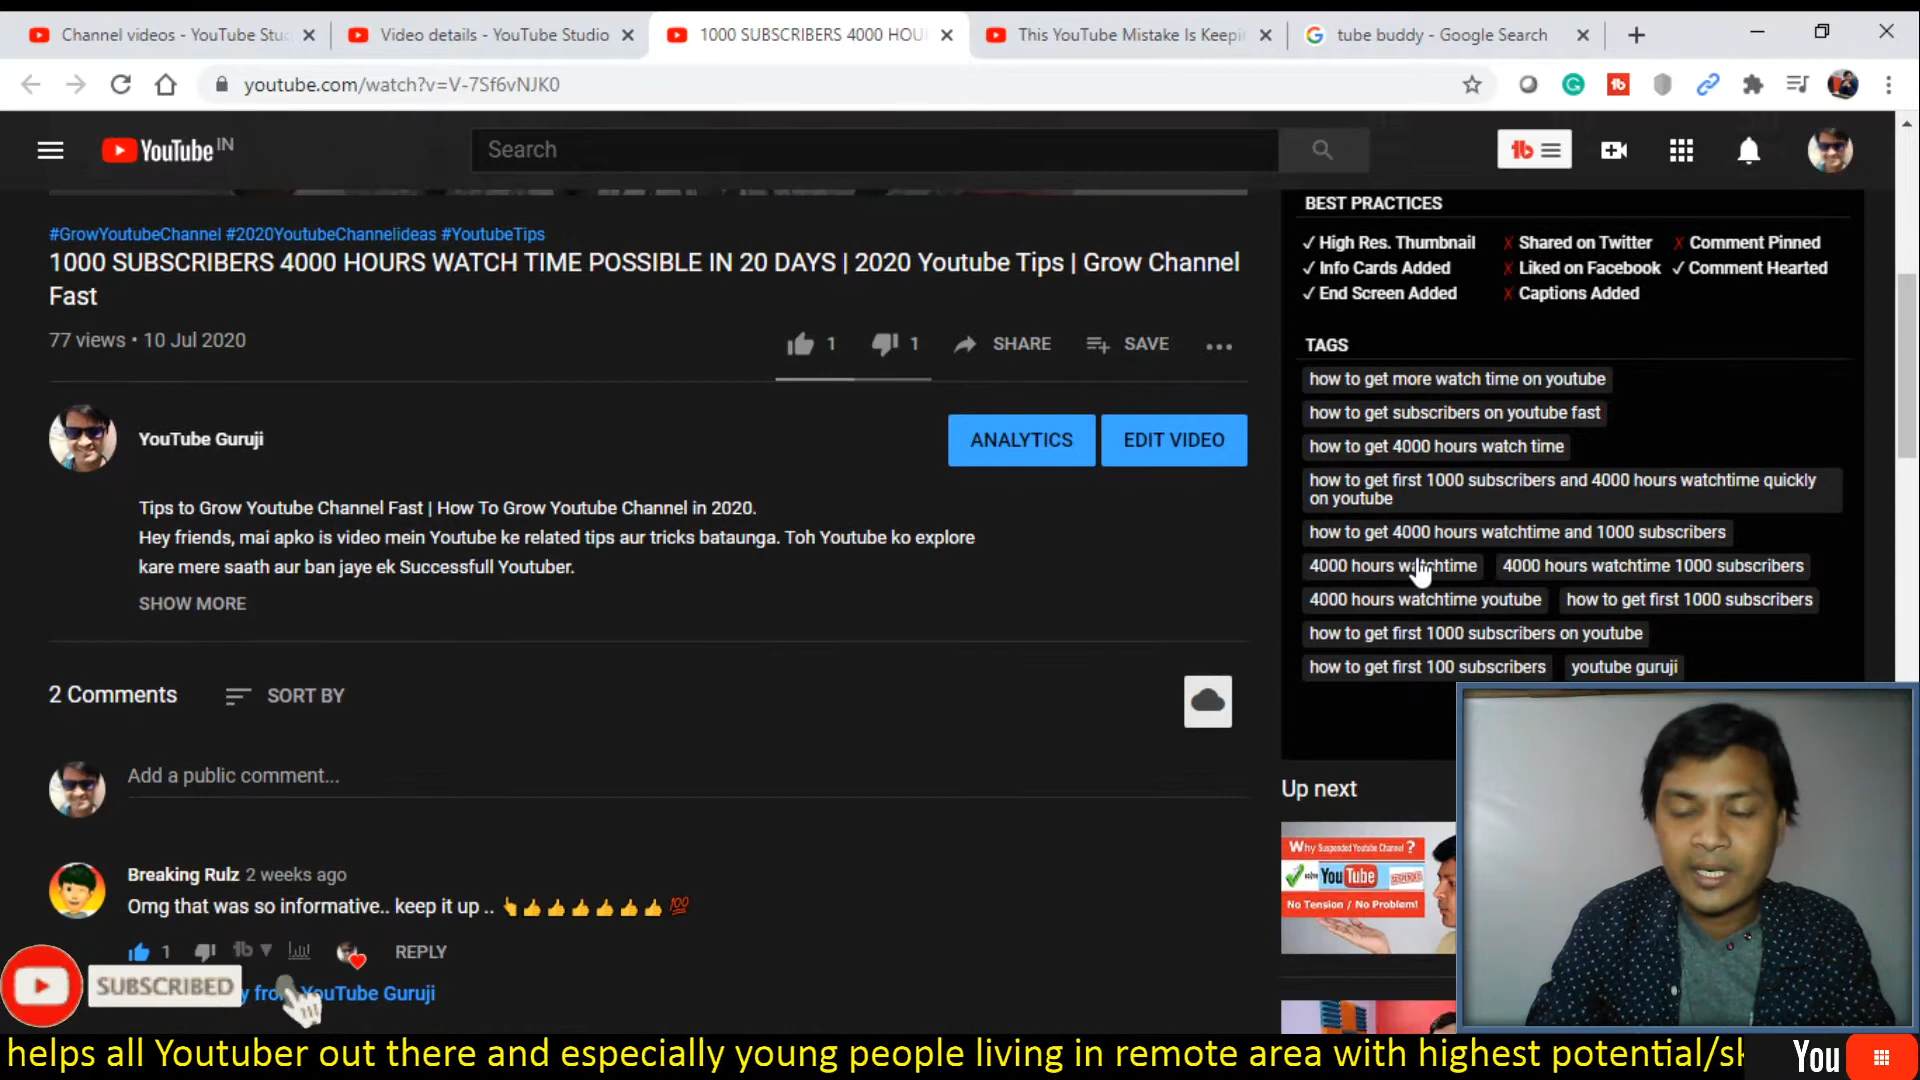 Channel videos - YouTube Stu
Video details - YouTube Studio
1000 SUBSCRIBERS 4000 HOU
This YouTube Mistake Is Keepi
tube buddy - Google Search
youtube.com/watch?v=V-7Sf6vNJK0
YouTube IN
Search
#GrowYoutubeChannel #2020YoutubeChannelideas #YoutubeTips
1000 SUBSCRIBERS 4000 HOURS WATCH TIME POSSIBLE IN 20 DAYS | 2020 Youtube Tips | Grow Channel
Fast
77 views • 10 Jul 2020
1
1
SHARE
SAVE
YouTube Guruji
ANALYTICS
EDIT VIDEO
Tips to Grow Youtube Channel Fast | How To Grow Youtube Channel in 2020.
Hey friends, mai apko is video mein Youtube ke related tips aur tricks bataunga. Toh Youtube ko explore
kare mere saath aur ban jaye ek Successfull Youtuber.
SHOW MORE
2 Comments
SORT BY
Add a public comment...
Breaking Rulz 2 weeks ago
Omg that was so informative.. keep it up .. 👆👍👍👍👍👍👍💯
1
REPLY
YouTube Guruji
SUBSCRIBED
BEST PRACTICES
✓ High Res. Thumbnail
✗ Shared on Twitter
✗ Comment Pinned
✓ Info Cards Added
✗ Liked on Facebook
✓ Comment Hearted
✓ End Screen Added
✗ Captions Added
TAGS
how to get more watch time on youtube
how to get subscribers on youtube fast
how to get 4000 hours watch time
how to get first 1000 subscribers and 4000 hours watchtime quickly
on youtube
how to get 4000 hours watchtime and 1000 subscribers
4000 hours watchtime
4000 hours watchtime 1000 subscribers
4000 hours watchtime youtube
how to get first 1000 subscribers
how to get first 1000 subscribers on youtube
how to get first 100 subscribers
youtube guruji
Up next
Why Suspended Youtube Channel ?
YouTube
SUSPENDED
No Tension / No Problem!
helps all Youtuber out there and especially young people living in remote area with highest potential/sk
You